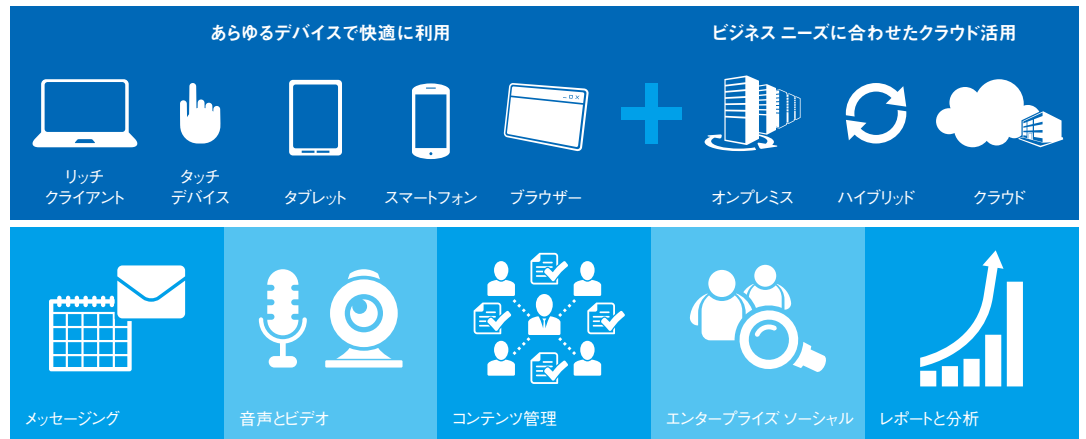 あらゆるデバイスで快適に利用
ビジネス ニーズに合わせたクラウド活用
リッチ
クライアント
タッチ
デバイス
タブレット
スマートフォン
ブラウザー
オンプレミス
ハイブリッド
クラウド
メッセージング
音声とビデオ
コンテンツ管理
エンタープライズ ソーシャル
レポートと分析